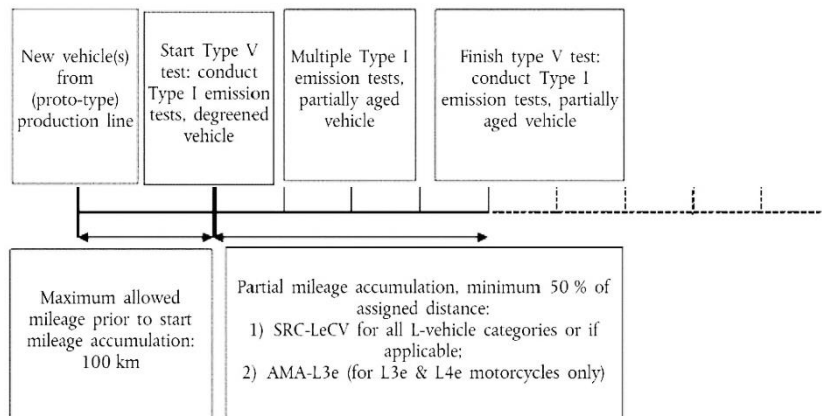 New vehicle(s)
from
(proto-type)
production line
Start Type V
test: conduct
Type I emission
tests, degreened
vehicle
Multiple Type I
emission tests,
partially aged
vehicle
Finish type V test:
conduct Type I
emission tests, partially
aged vehicle
Maximum allowed
mileage prior to start
mileage accumulation:
100 km
Partial mileage accumulation, minimum 50 % of
assigned distance:
1) SRC-LeCV for all L-vehicle categories or if
applicable;
2) AMA-L3e (for L3e & L4e motorcycles only)